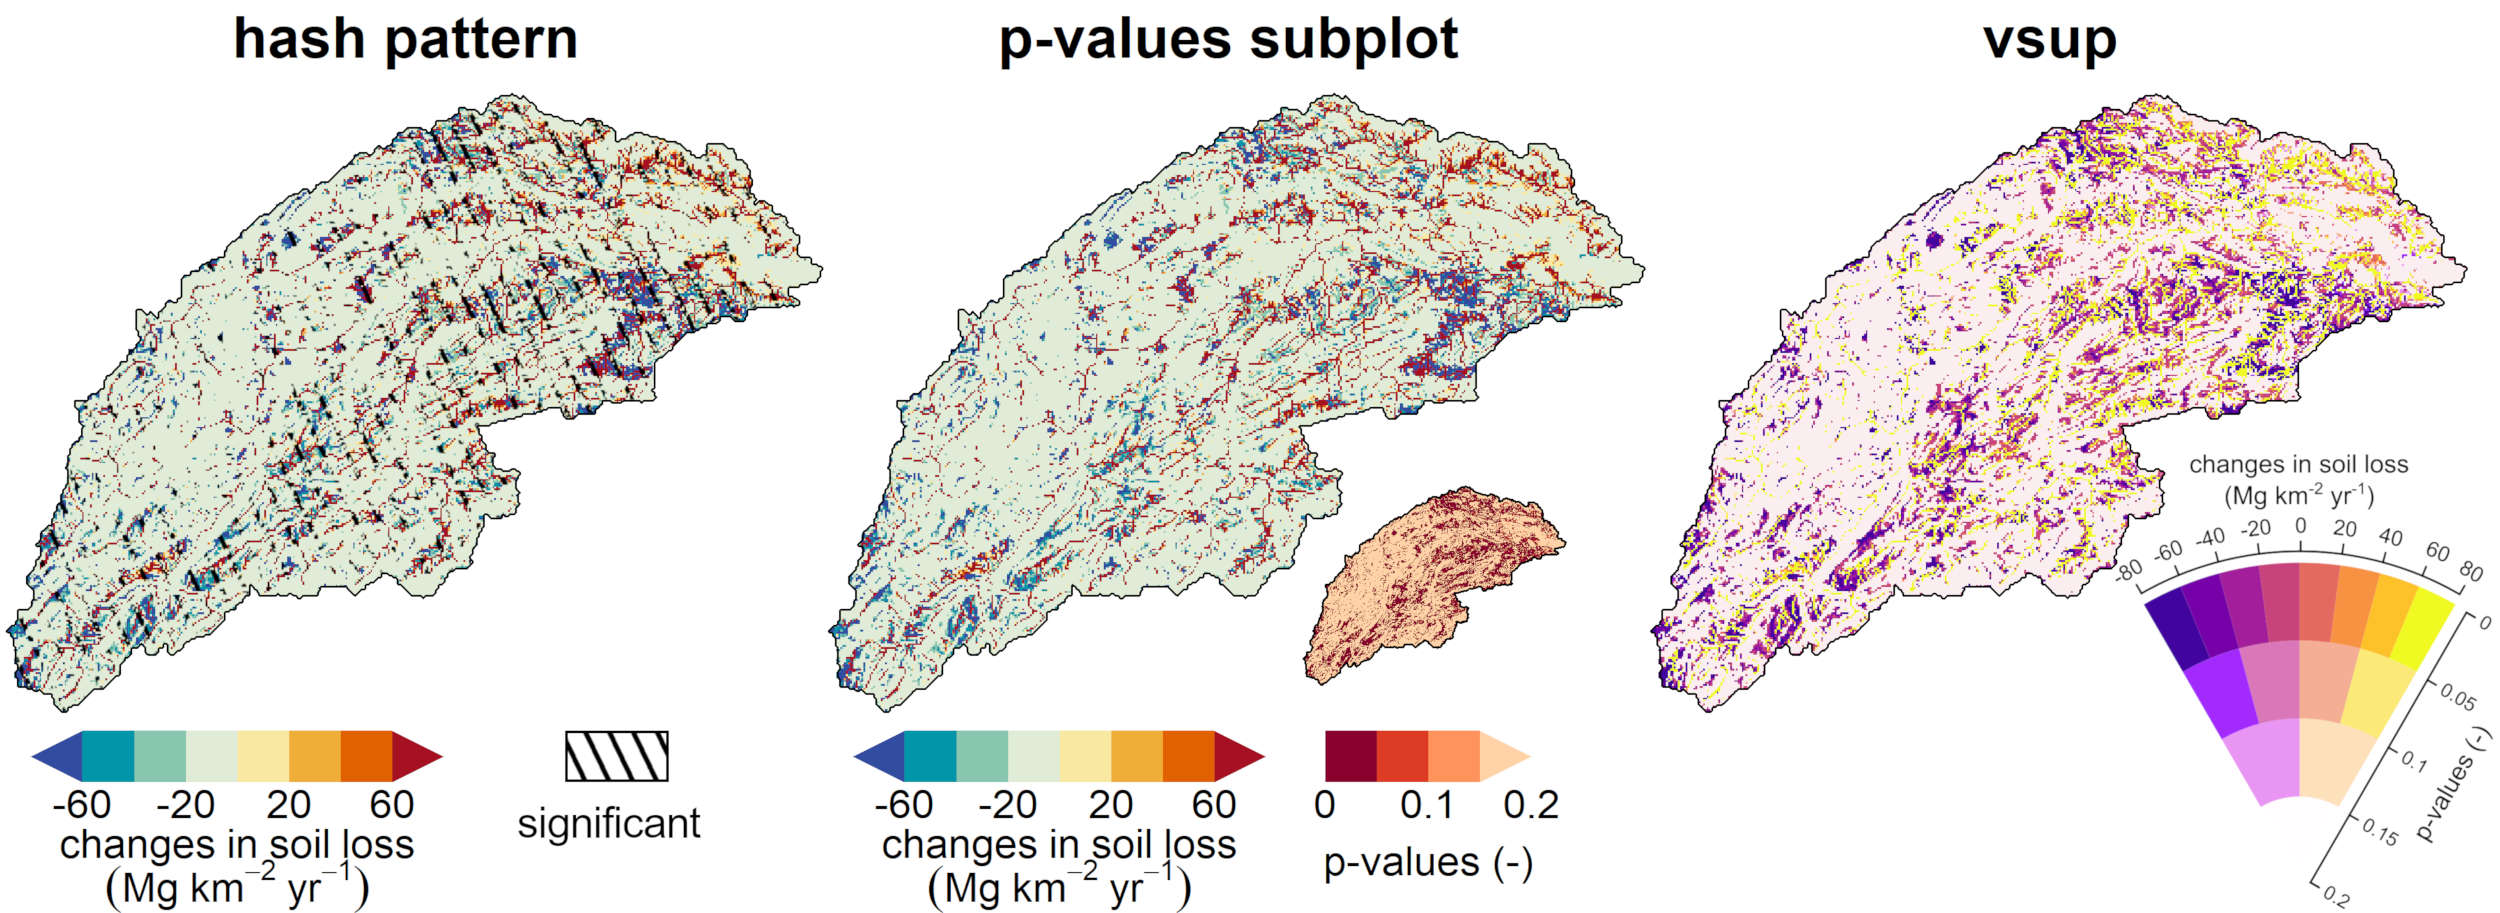 hash pattern
p-values subplot
vsup
changes in soil loss
(Mg km⁻² yr⁻¹)
-80 -60 -40 -20 0 20 40 60 80
0
0.05
0.1
0.15
0.2
p-values (-)
-60 -20 20 60
changes in soil loss
(Mg km⁻² yr⁻¹)
significant
-60 -20 20 60
changes in soil loss
(Mg km⁻² yr⁻¹)
0 0.1 0.2
p-values (-)